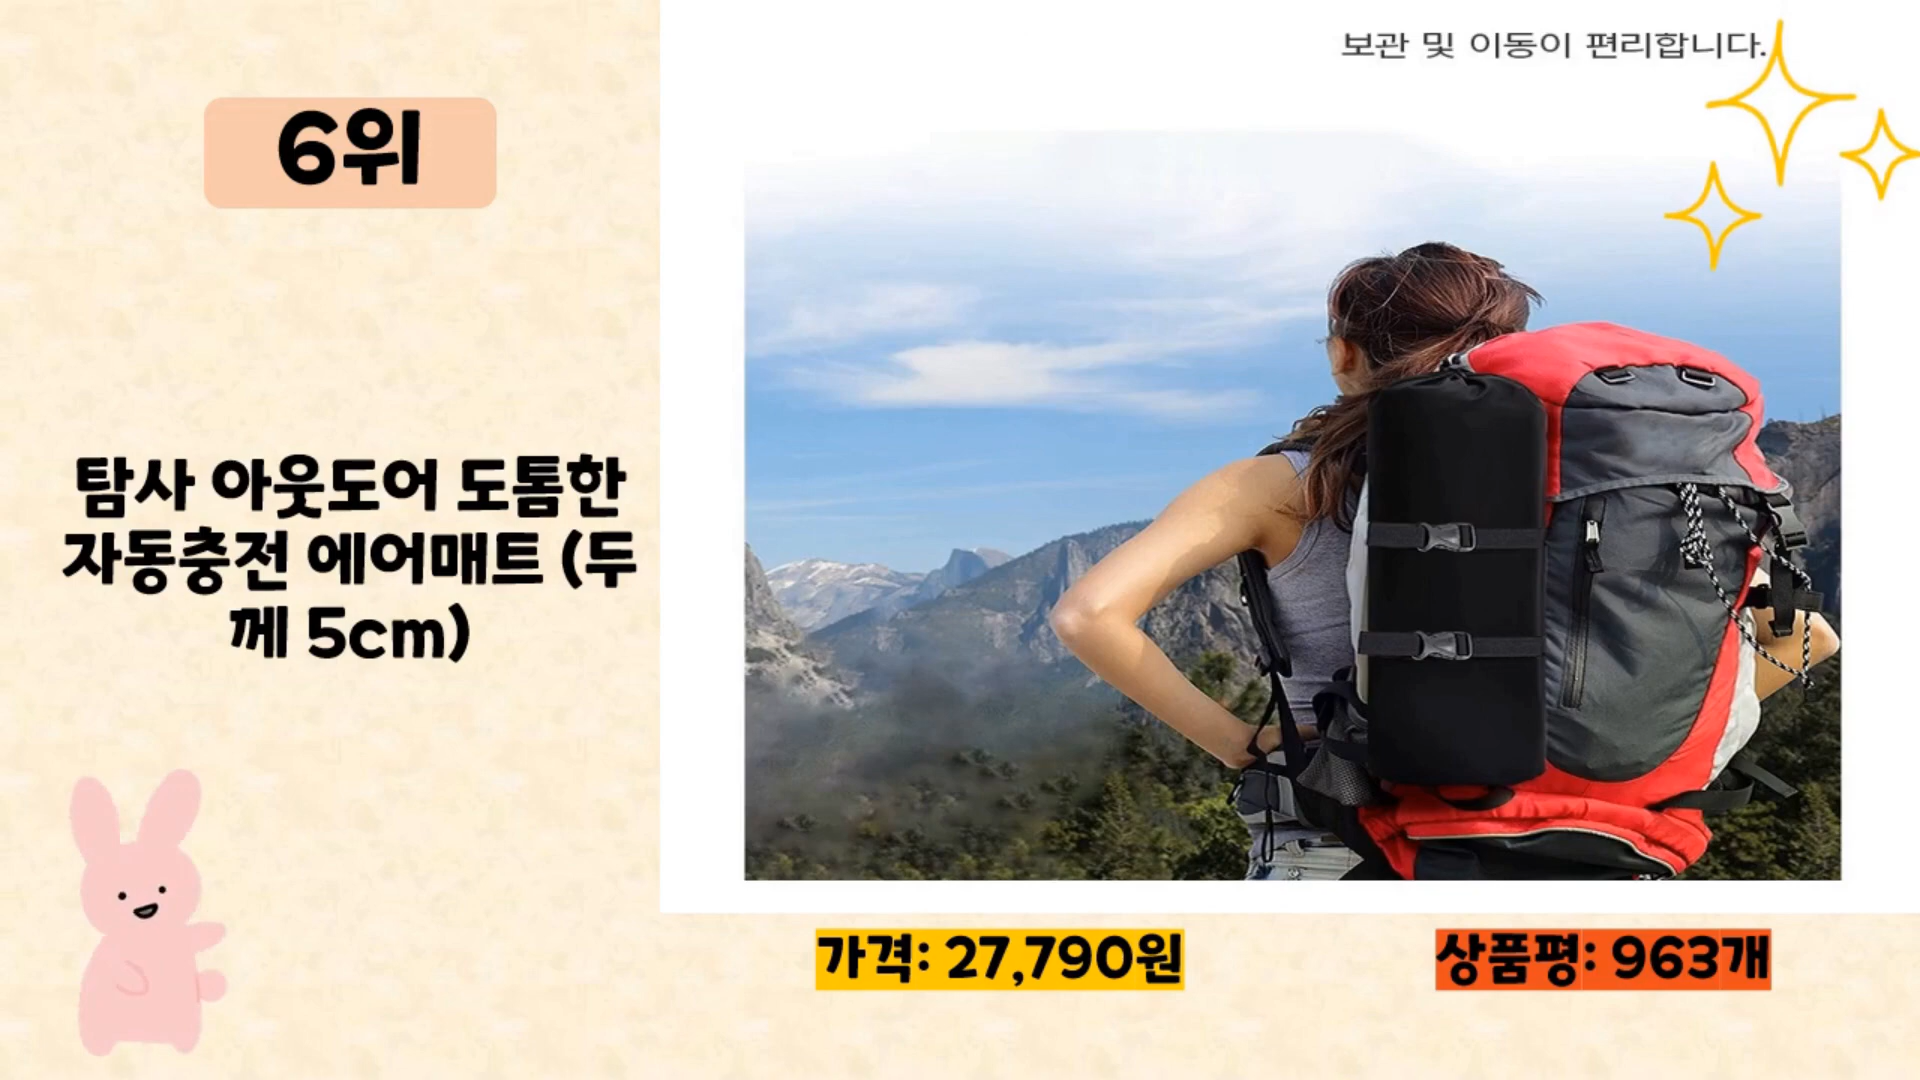 6위
탐사 아웃도어 도톰한
자동충전 에어매트 (두
께 5cm)
보관 및 이동이 편리합니다.
가격: 27,790원
상품평: 963개